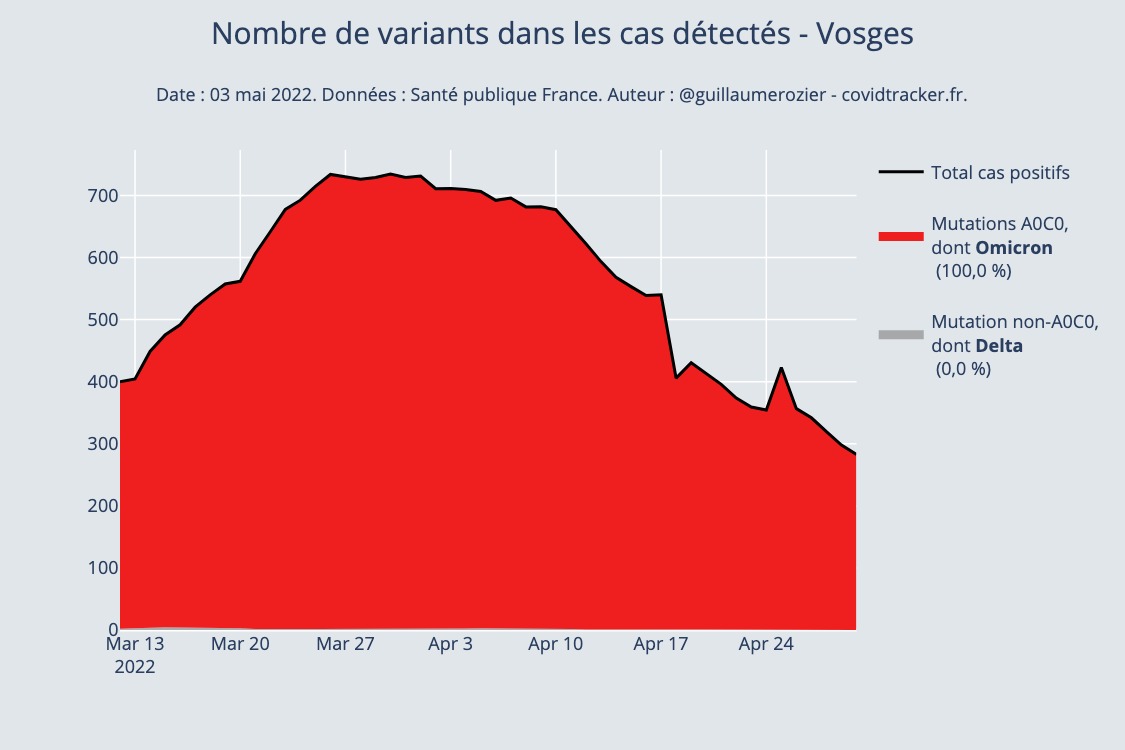 Nombre de variants dans les cas détectés - Vosges
Date : 03 mai 2022. Données : Santé publique France. Auteur : @guillaumerozier - covidtracker.fr.
700
600
500
400
300
200
100
0
Mar 13
2022
Mar 20
Mar 27
Apr 3
Apr 10
Apr 17
Apr 24
Total cas positifs
Mutations A0C0,
dont Omicron
(100,0 %)
Mutation non-A0C0,
dont Delta
(0,0 %)